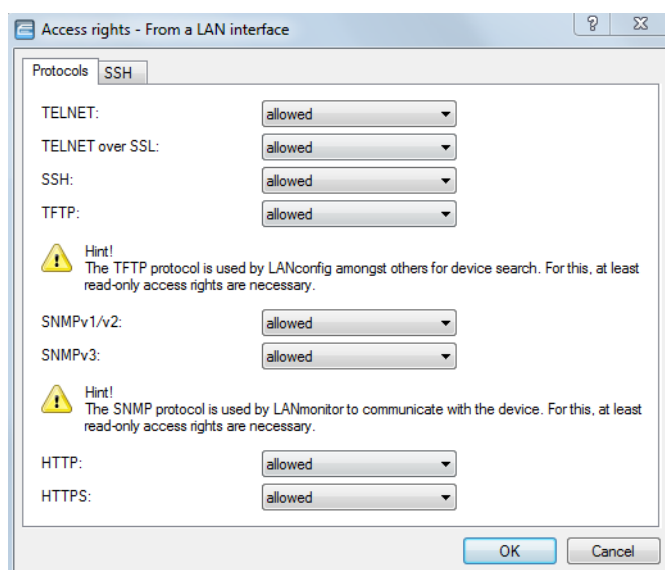 Access rights - From a LAN interface
Protocols SSH
TELNET: allowed
TELNET over SSL: allowed
SSH: allowed
TFTP: allowed
Hint!
The TFTP protocol is used by LANconfig amongst others for device search. For this, at least
read-only access rights are necessary.
SNMPv1/v2: allowed
SNMPv3: allowed
Hint!
The SNMP protocol is used by LANmonitor to communicate with the device. For this, at least
read-only access rights are necessary.
HTTP: allowed
HTTPS: allowed
OK Cancel